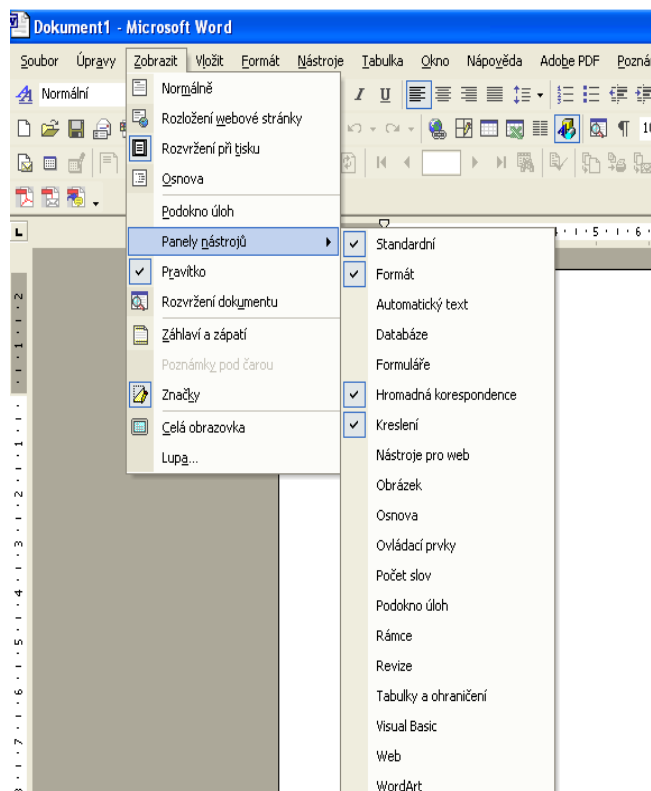 Dokument1 - Microsoft Word
Soubor Úpravy Zobrazit Vložit Formát Nástroje Tabulka Okno Nápověda Adobe PDF Pozná
Normální
Normálně
Rozložení webové stránky
Rozvržení při tisku
Osnova
Podokno úloh
Panely nástrojů
Pravítko
Rozvržení dokumentu
Záhlaví a zápatí
Poznámky pod čarou
Značky
Celá obrazovka
Lupa...
Standardní
Formát
Automatický text
Databáze
Formuláře
Hromadná korespondence
Kreslení
Nástroje pro web
Obrázek
Osnova
Ovládací prvky
Počet slov
Podokno úloh
Rámce
Revize
Tabulky a ohraničení
Visual Basic
Web
WordArt